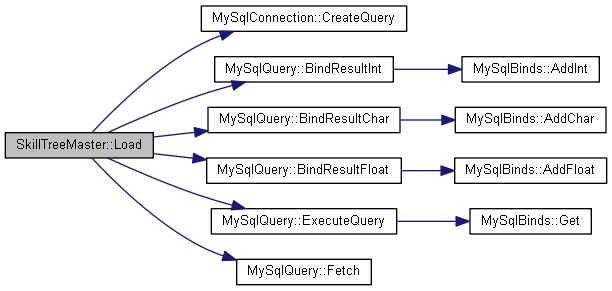 MySqlConnection::CreateQuery
MySqlQuery::BindResultInt
MySqlBinds::AddInt
MySqlQuery::BindResultChar
MySqlBinds::AddChar
SkillTreeMaster::Load
MySqlQuery::BindResultFloat
MySqlBinds::AddFloat
MySqlQuery::ExecuteQuery
MySqlBinds::Get
MySqlQuery::Fetch